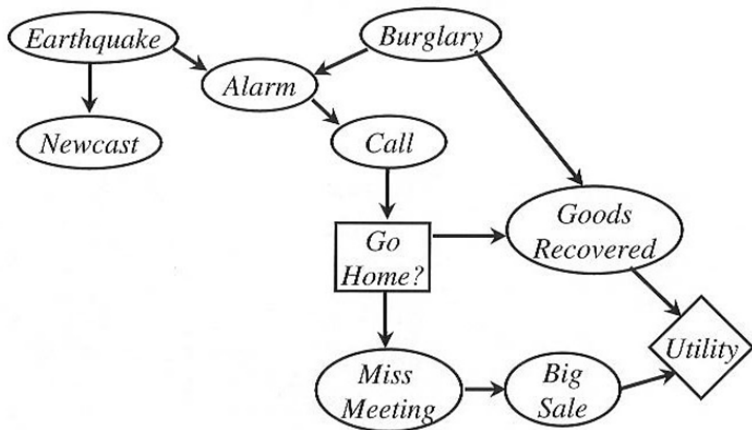 Earthquake
Burglary
Alarm
Newcast
Call
Go
Home?
Goods
Recovered
Utility
Miss
Meeting
Big
Sale